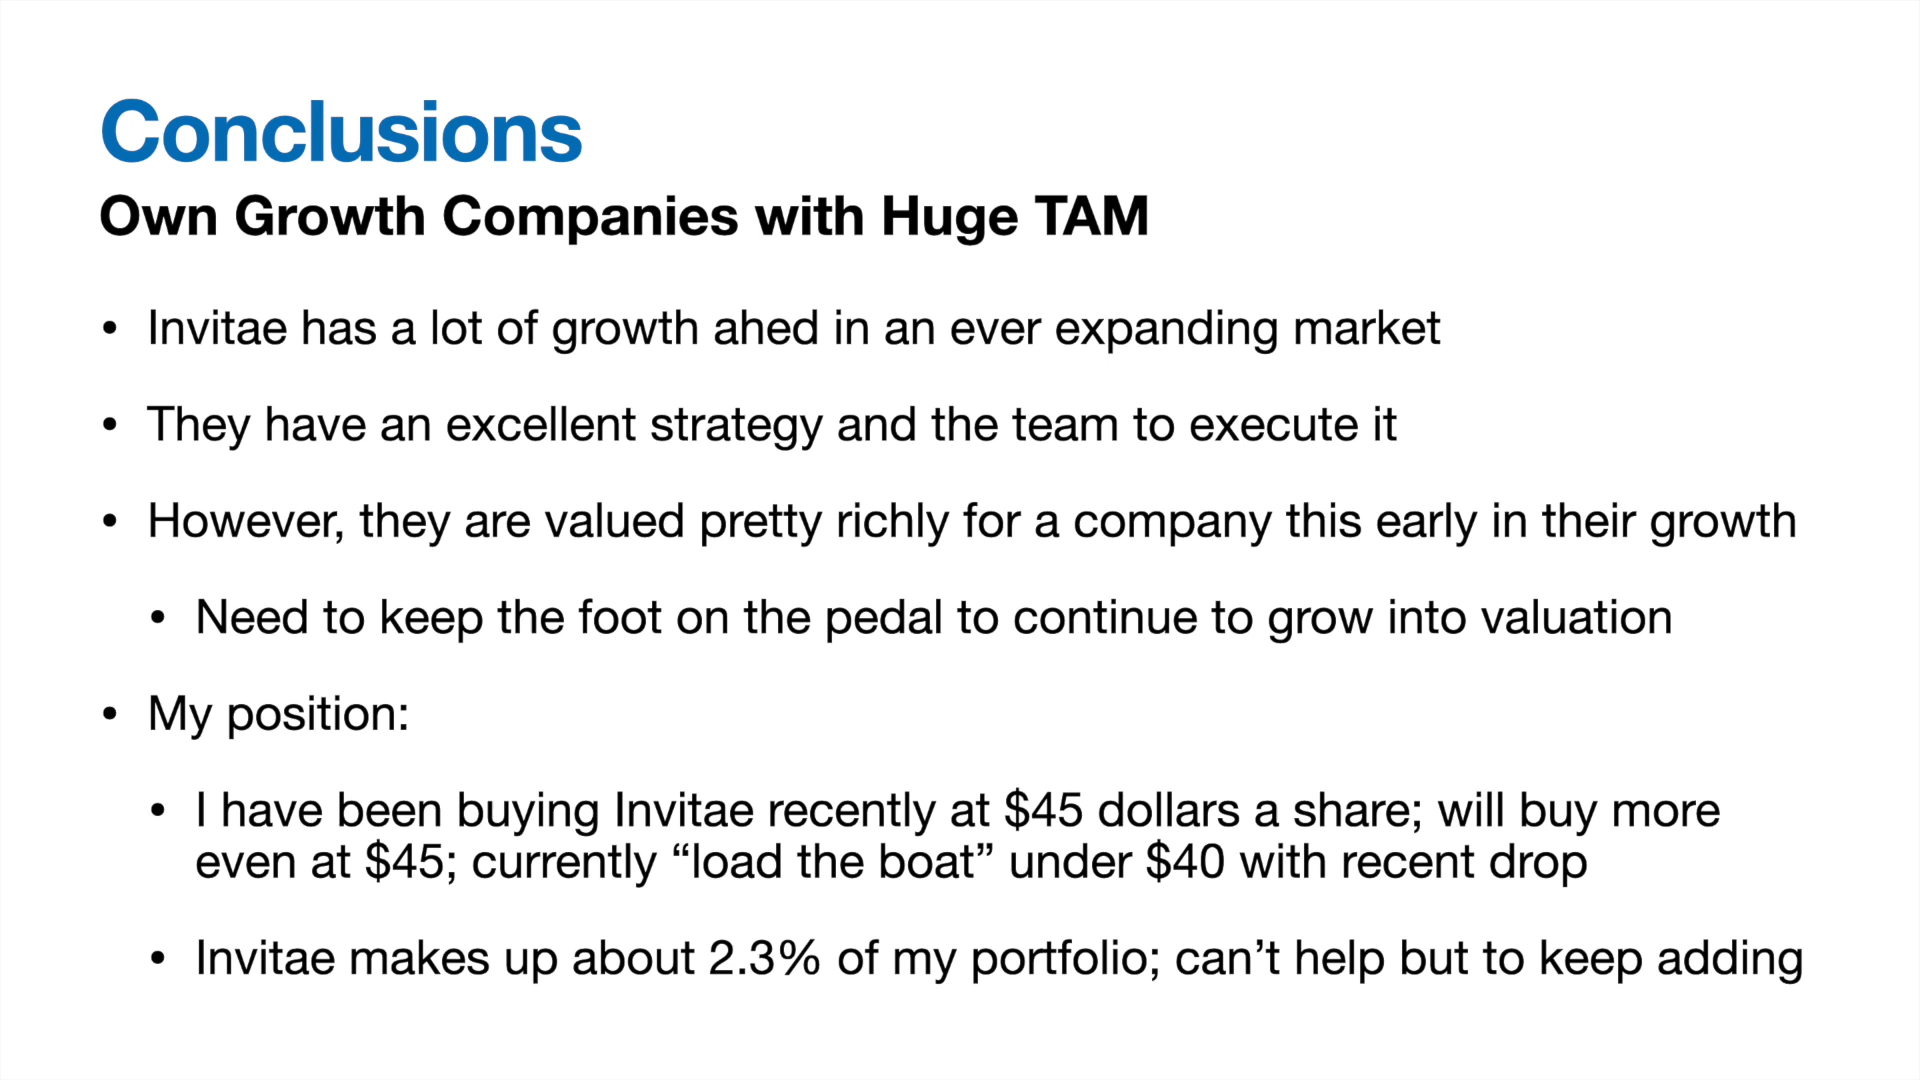 Conclusions
Own Growth Companies with Huge TAM
• Invitae has a lot of growth ahed in an ever expanding market
• They have an excellent strategy and the team to execute it
• However, they are valued pretty richly for a company this early in their growth
• Need to keep the foot on the pedal to continue to grow into valuation
• My position:
• I have been buying Invitae recently at $45 dollars a share; will buy more
even at $45; currently “load the boat” under $40 with recent drop
• Invitae makes up about 2.3% of my portfolio; can’t help but to keep adding